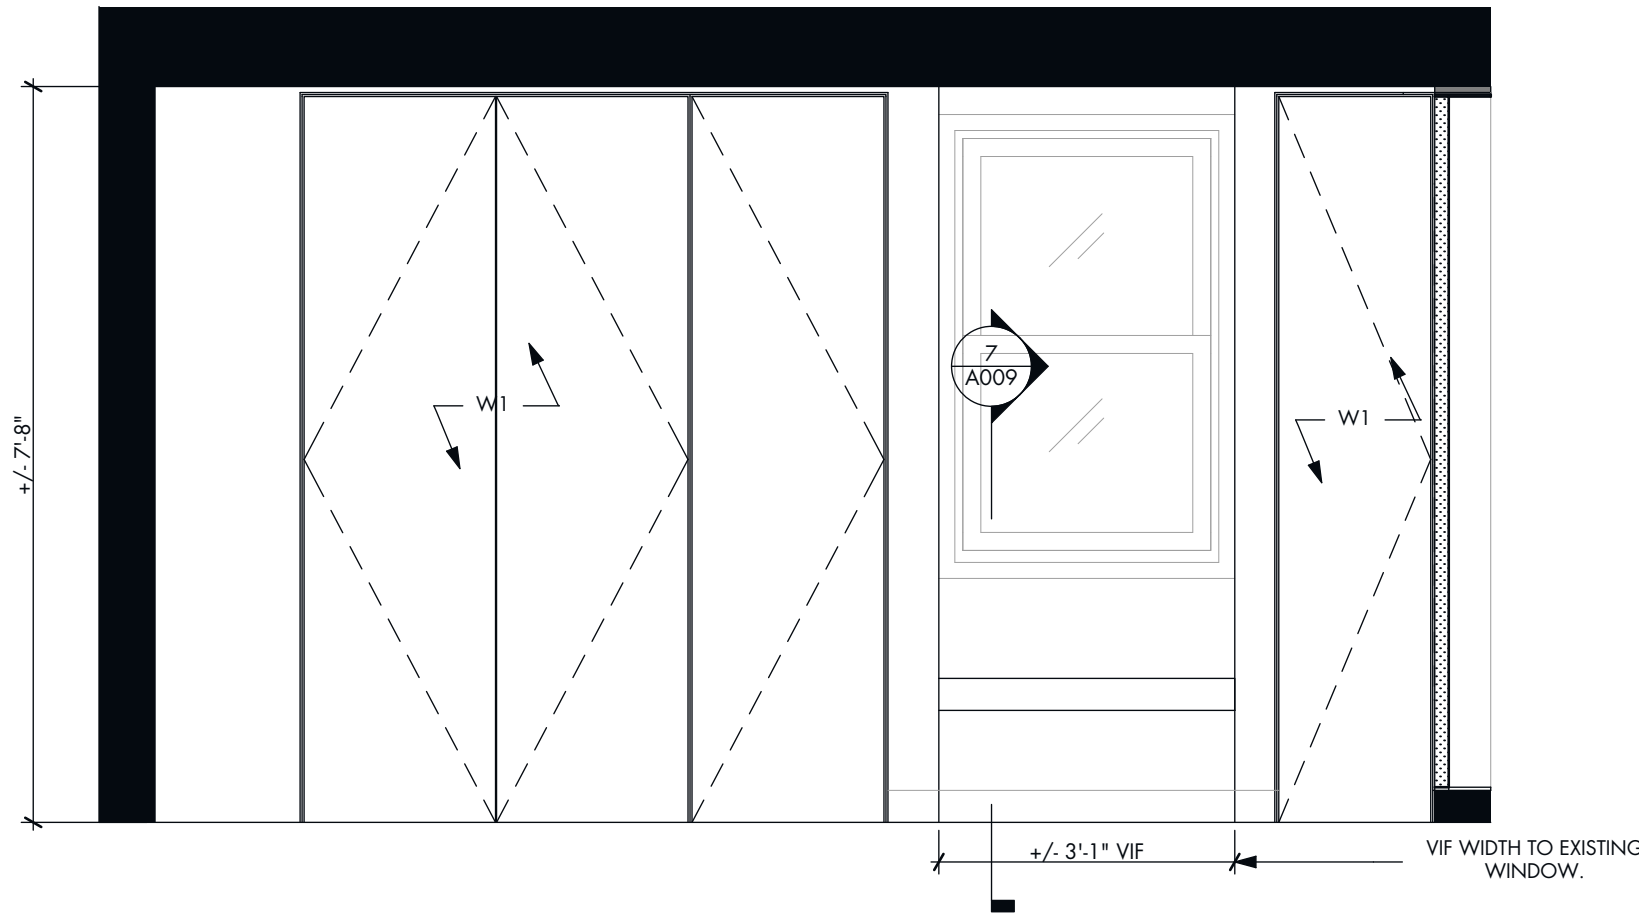 7
A009
W1
W1
+/- 7'-8"
+/- 3'-1" VIF
VIF WIDTH TO EXISTING
WINDOW.